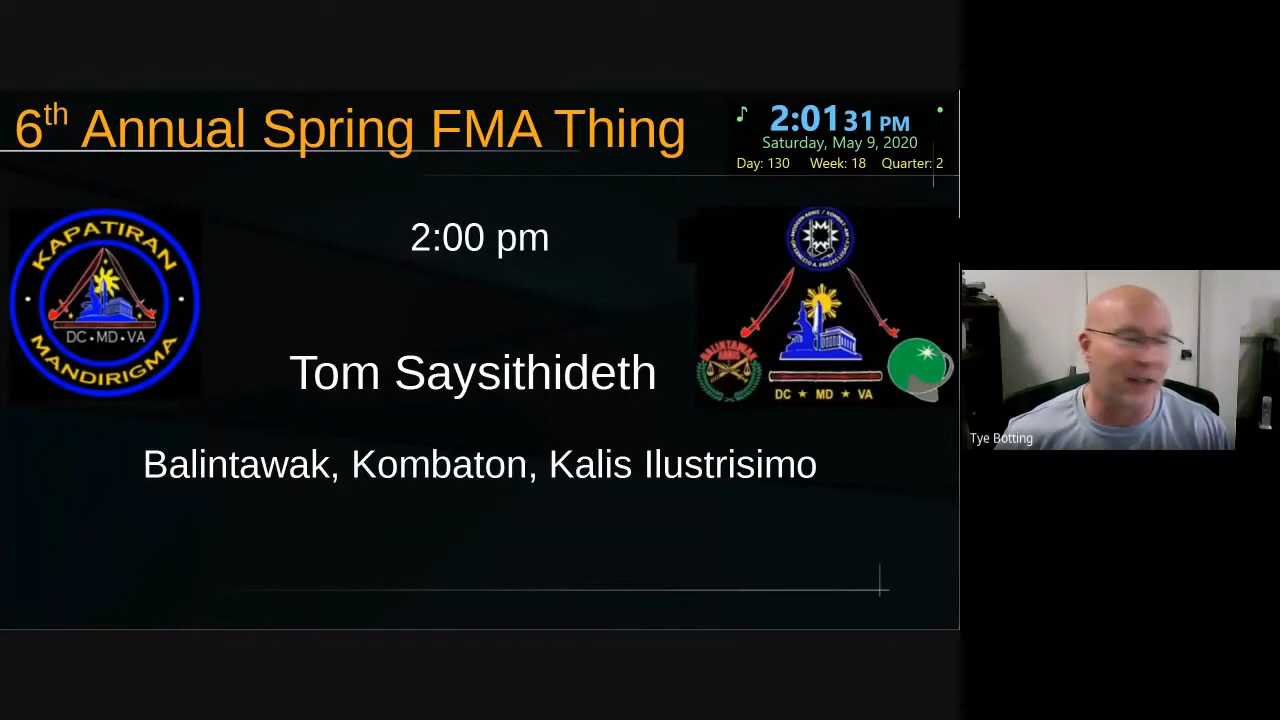 6th Annual Spring FMA Thing
2:01 31 PM
Saturday, May 9, 2020
Day: 130 Week: 18 Quarter: 2
2:00 pm
KAPATIRAN
DC • MD • VA
MANDIRIGMA
BALINTAWAK
ARNIS
DC ★ MD ★ VA
Tom Saysithideth
Balintawak, Kombaton, Kalis Ilustrisimo
Tye Botting